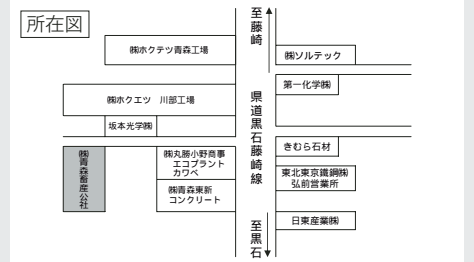 所在図
至藤崎
㈱ホクテツ青森工場
㈱ソルテック
第一化学㈱
㈱ホクエツ　川部工場
県道黒石藤崎線
坂本光学㈱
きむら石材
㈱青森畜産公社
㈱丸勝小野商事
エコプラント
カワベ
東北東京鐵鋼㈱
弘前営業所
㈱青森東新
コンクリート
日東産業㈱
至黒石